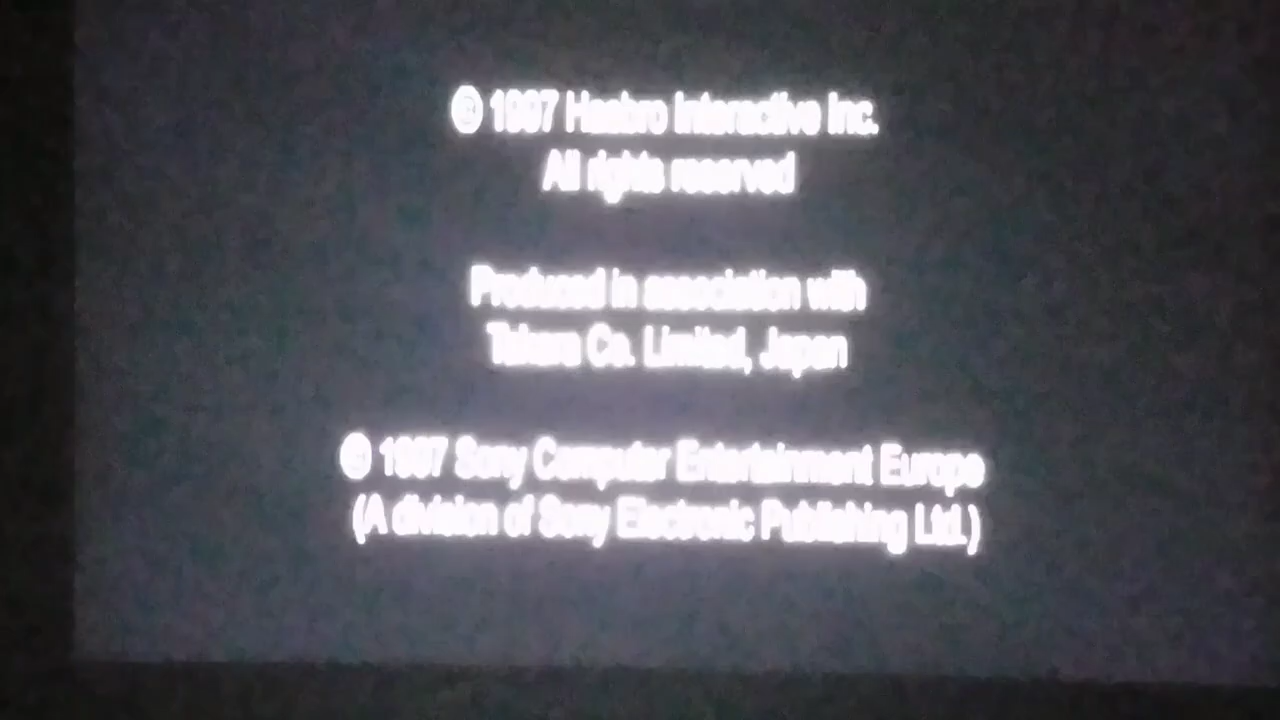 © 1997 Hasbro Interactive Inc.
All rights reserved
Produced in association with
Takara Co. Limited, Japan
© 1997 Sony Computer Entertainment Europe
(A division of Sony Electronic Publishing Ltd.)